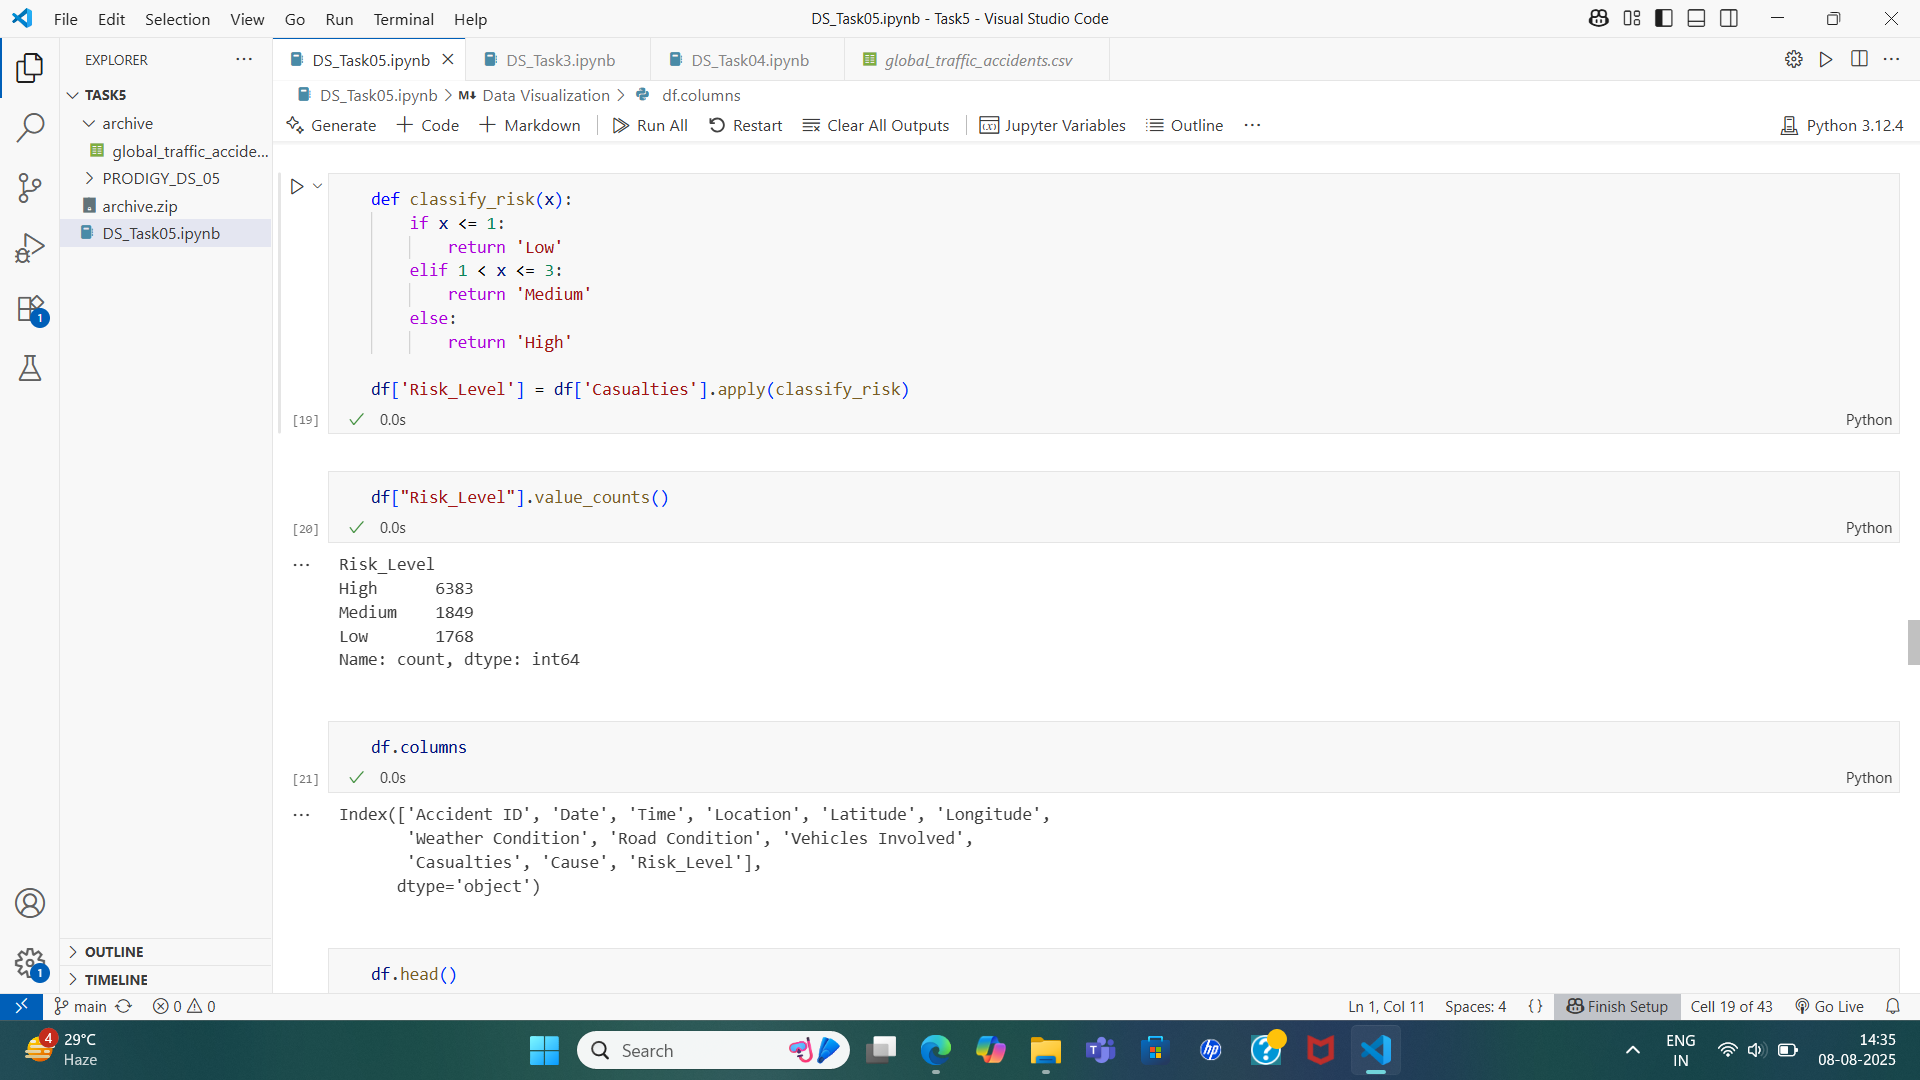 File Edit Selection View Go Run Terminal Help
DS_Task05.ipynb - Task5 - Visual Studio Code
EXPLORER
TASK5
archive
global_traffic_accide...
PRODIGY_DS_05
archive.zip
DS_Task05.ipynb
OUTLINE
TIMELINE
1
1
DS_Task05.ipynb DS_Task3.ipynb DS_Task04.ipynb global_traffic_accidents.csv
DS_Task05.ipynb > M↓ Data Visualization > df.columns
Generate + Code + Markdown Run All Restart Clear All Outputs Jupyter Variables Outline ... Python 3.12.4
def classify_risk(x):
if x <= 1:
return 'Low'
elif 1 < x <= 3:
return 'Medium'
else:
return 'High'
df['Risk_Level'] = df['Casualties'].apply(classify_risk)
[19] 0.0s Python
df["Risk_Level"].value_counts()
[20] 0.0s Python
Risk_Level
High 6383
Medium 1849
Low 1768
Name: count, dtype: int64
df.columns
[21] 0.0s Python
Index(['Accident ID', 'Date', 'Time', 'Location', 'Latitude', 'Longitude',
'Weather Condition', 'Road Condition', 'Vehicles Involved',
'Casualties', 'Cause', 'Risk_Level'],
dtype='object')
df.head()
main 0 0 Ln 1, Col 11 Spaces: 4 { } Finish Setup Cell 19 of 43 Go Live
4
29°C
Haze
Search
hp
ENG
IN
14:35
08-08-2025